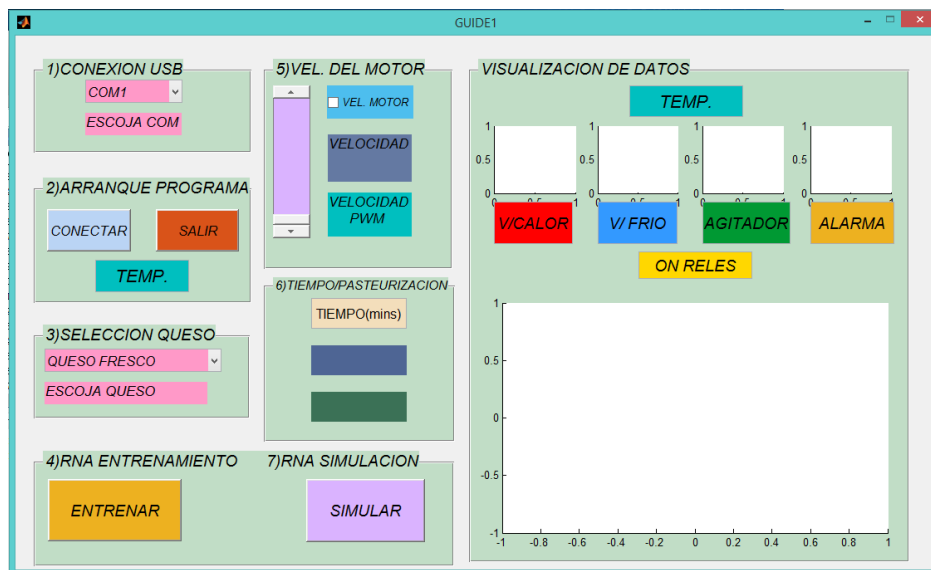 GUIDE1
1)CONEXION USB
COM1
ESCOJA COM
2)ARRANQUE PROGRAMA
CONECTAR
SALIR
TEMP.
3)SELECCION QUESO
QUESO FRESCO
ESCOJA QUESO
4)RNA ENTRENAMIENTO
ENTRENAR
5)VEL. DEL MOTOR
VEL. MOTOR
VELOCIDAD
VELOCIDAD
PWM
6)TIEMPO/PASTEURIZACION
TIEMPO(mins)
7)RNA SIMULACION
SIMULAR
VISUALIZACION DE DATOS
TEMP.
1 1 1 1
0.5 0.5 0.5 0.5
0 0 0 0
V/CALOR V/ FRIO AGITADOR ALARMA
ON RELES
1
0.5
0
-0.5
-1
-1 -0.8 -0.6 -0.4 -0.2 0 0.2 0.4 0.6 0.8 1